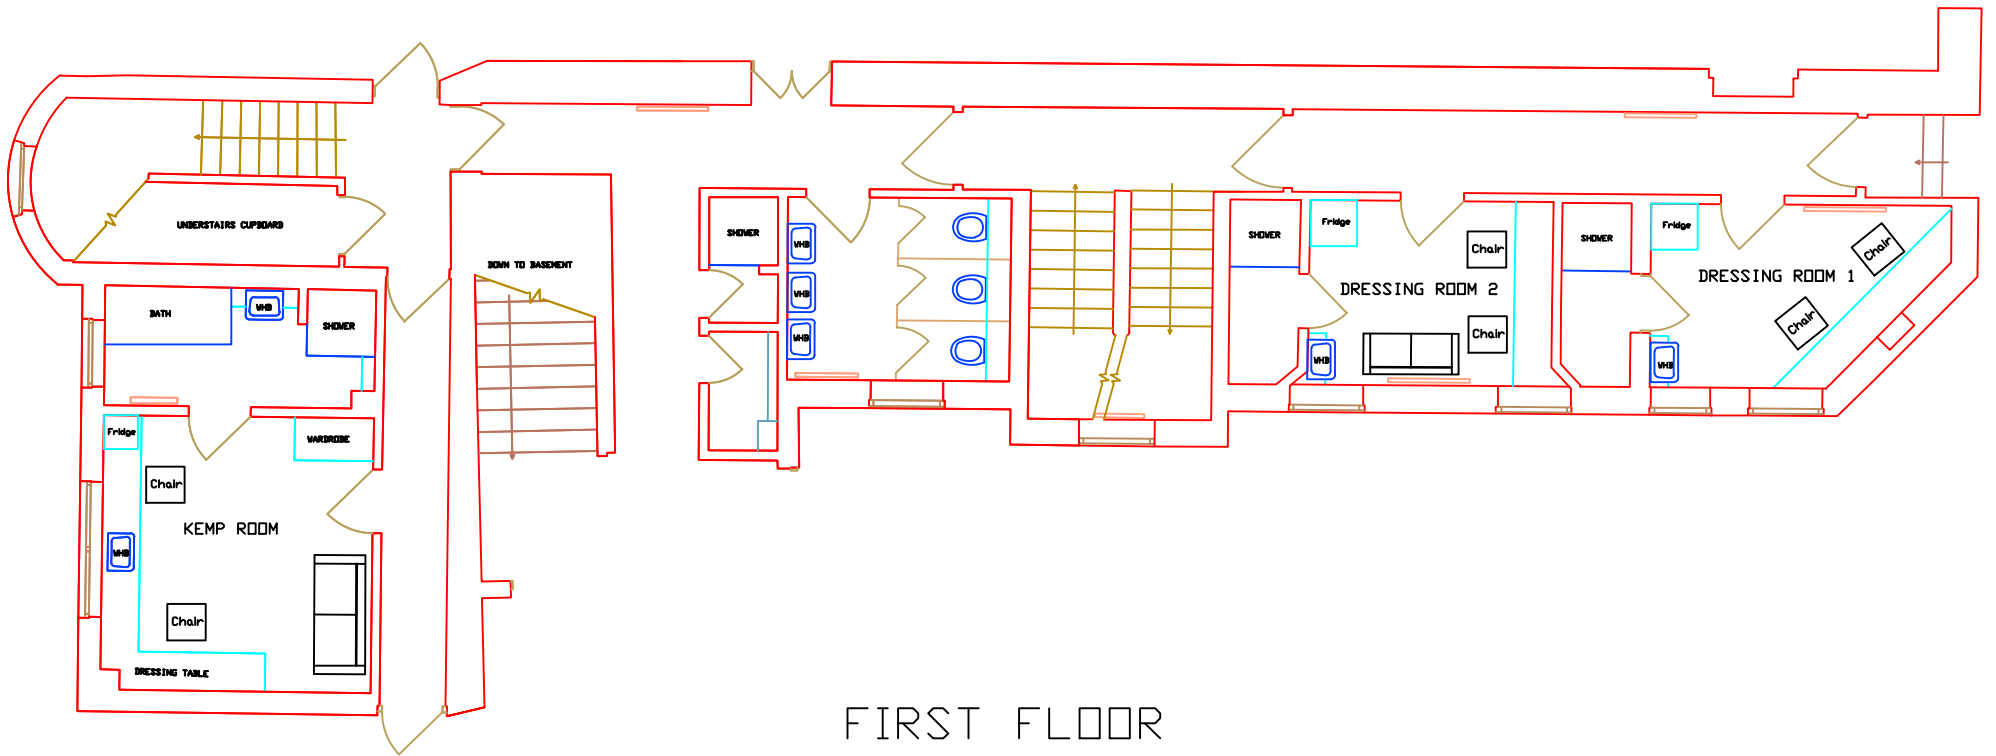 UNDERSTAIRS CUPBOARD
BATH
WHB
SHOWER
Fridge
WARDROBE
Chair
KEMP ROOM
WHB
Chair
DRESSING TABLE
DOWN TO BASEMENT
SHOWER
WHB
WHB
WHB
SHOWER
Fridge
Chair
DRESSING ROOM 2
Chair
WHB
SHOWER
Fridge
Chair
DRESSING ROOM 1
Chair
WHB
FIRST FLOOR